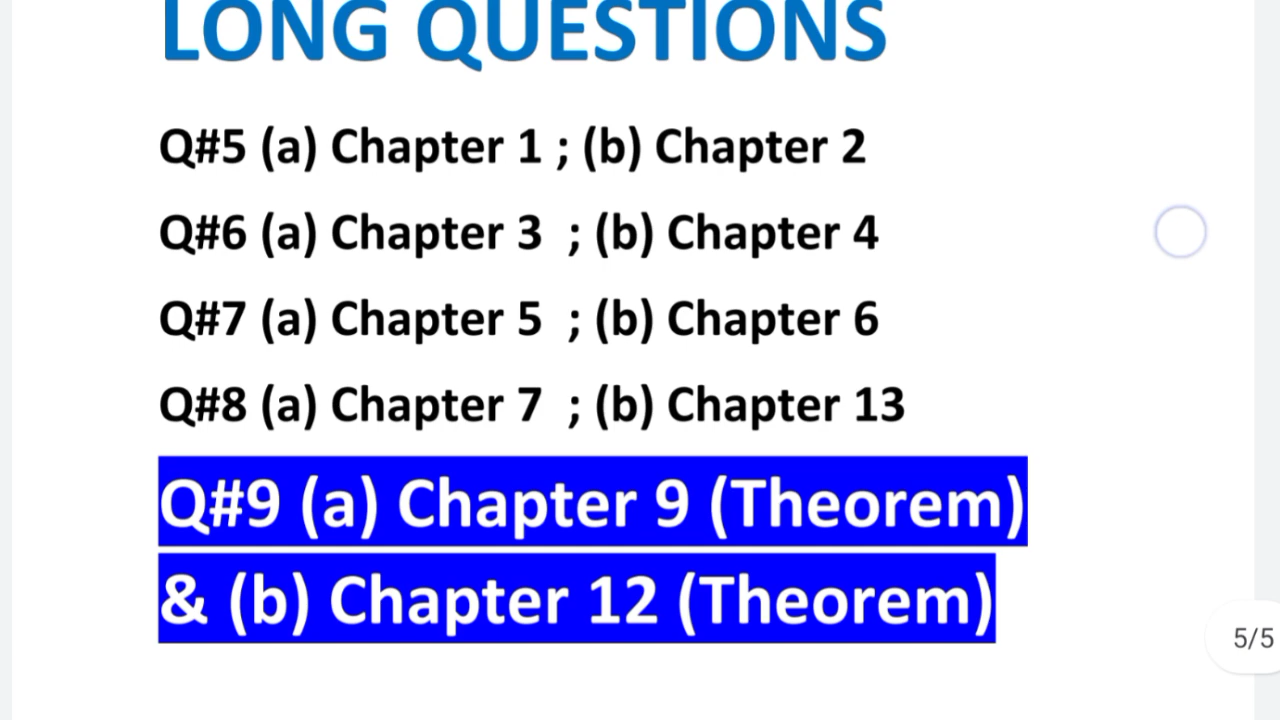 LONG QUESTIONS
Q#5 (a) Chapter 1 ; (b) Chapter 2
Q#6 (a) Chapter 3 ; (b) Chapter 4
Q#7 (a) Chapter 5 ; (b) Chapter 6
Q#8 (a) Chapter 7 ; (b) Chapter 13
Q#9 (a) Chapter 9 (Theorem)
& (b) Chapter 12 (Theorem)
5/5